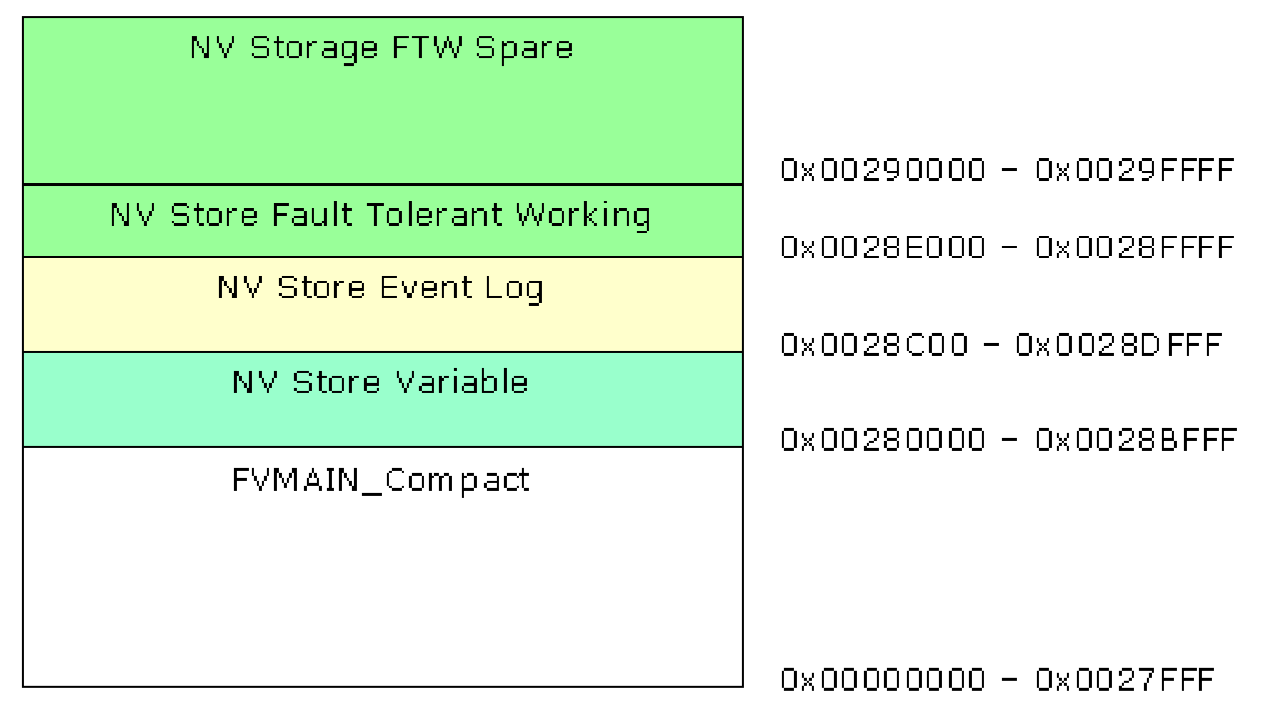 NV Storage FTW Spare
0x00290000 - 0x0029FFFF
NV Store Fault Tolerant Working
0x0028E000 - 0x0028FFFF
NV Store Event Log
0x0028C00 - 0x0028DFFF
NV Store Variable
0x00280000 - 0x0028BFFF
FVMAIN_Compact
0x00000000 - 0x0027FFF